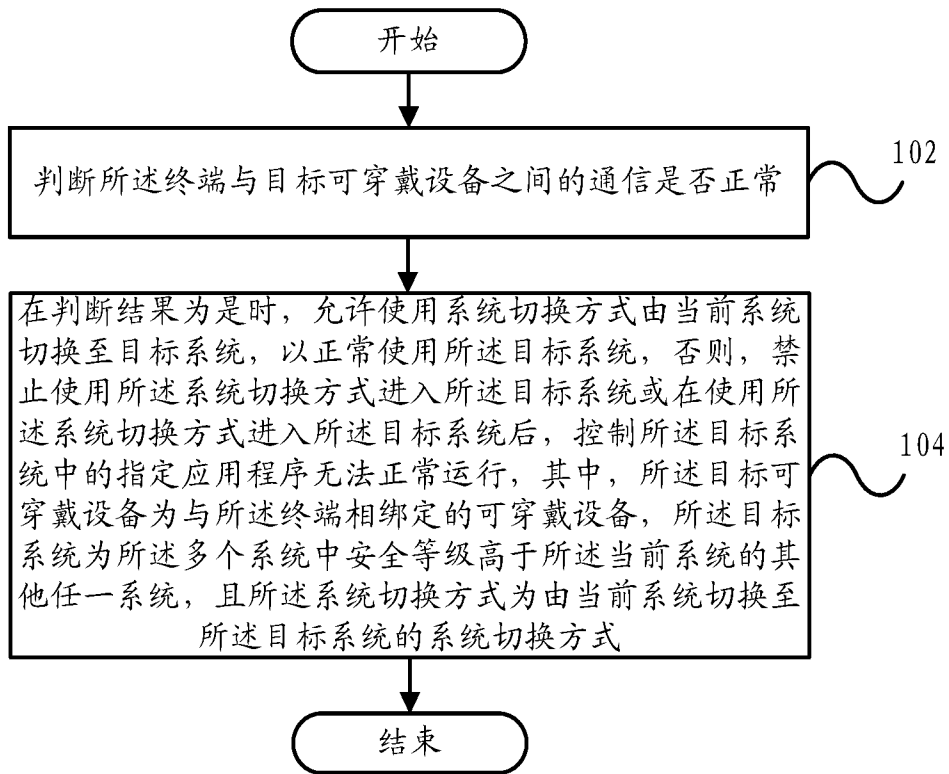 开始
判断所述终端与目标可穿戴设备之间的通信是否正常
102
在判断结果为是时，允许使用系统切换方式由当前系统
切换至目标系统，以正常使用所述目标系统，否则，禁
止使用所述系统切换方式进入所述目标系统或在使用所
述系统切换方式进入所述目标系统后，控制所述目标系
统中的指定应用程序无法正常运行，其中，所述目标可
穿戴设备为与所述终端相绑定的可穿戴设备，所述目标
系统为所述多个系统中安全等级高于所述当前系统的其
他任一系统，且所述系统切换方式为由当前系统切换至
所述目标系统的系统切换方式
104
结束